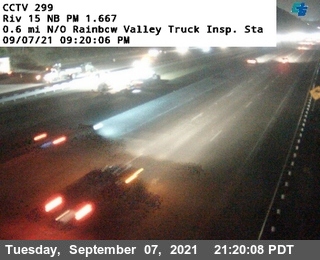 CCTV 299
Riv 15 NB PM 1.667
0.6 mi N/O Rainbow Valley Truck Insp. Sta
09/07/21 09:20:06 PM
Tuesday, September 07, 2021 21:20:08 PDT